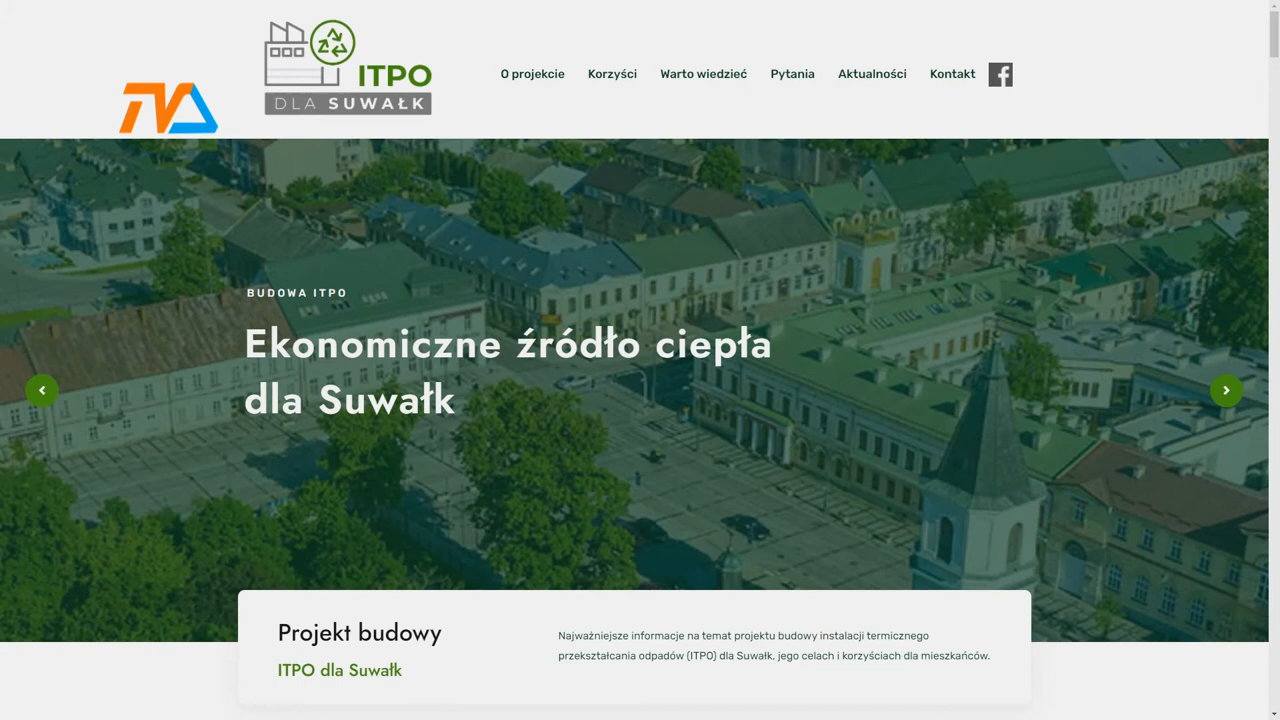 ITPO
DLA SUWAŁK
O projekcie
Korzyści
Warto wiedzieć
Pytania
Aktualności
Kontakt
f
TVA
BUDOWA ITPO
Ekonomiczne źródło ciepła
dla Suwałk
Projekt budowy
ITPO dla Suwałk
Najważniejsze informacje na temat projektu budowy instalacji termicznego
przekształcania odpadów (ITPO) dla Suwałk, jego celach i korzyściach dla mieszkańców.